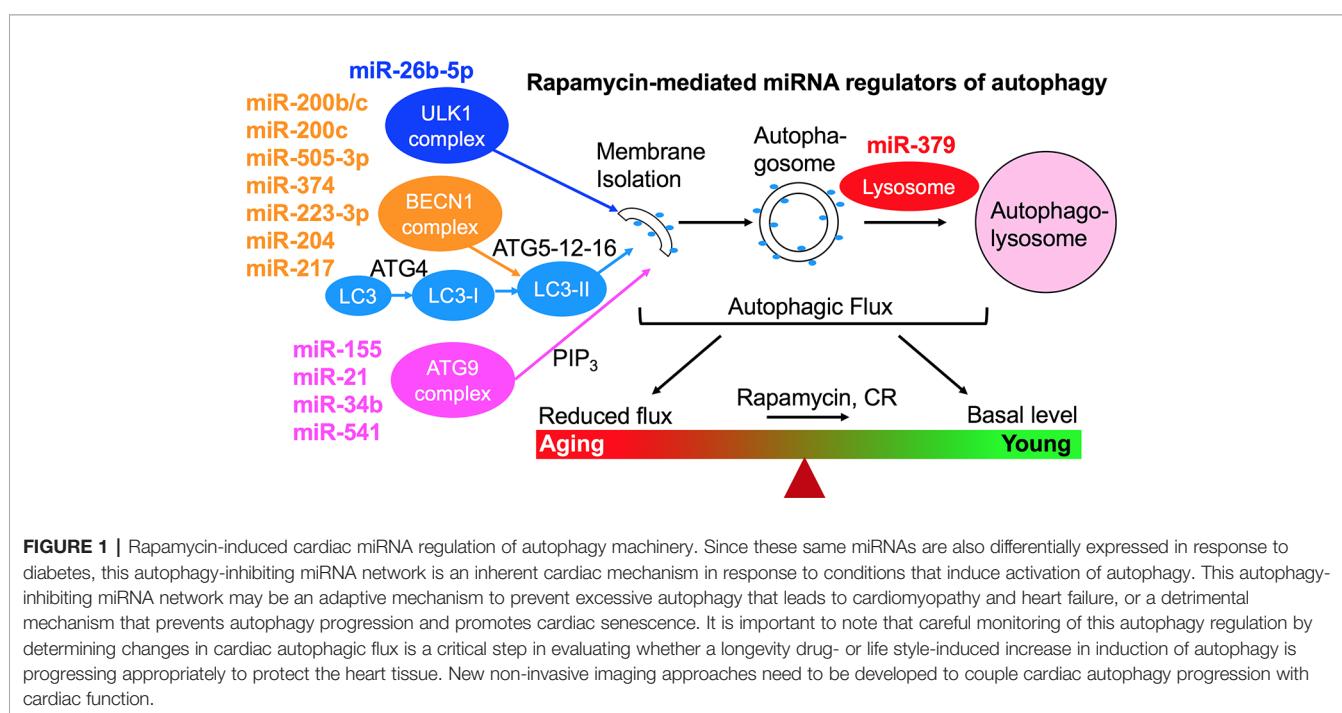 miR-26b-5p
Rapamycin-mediated miRNA regulators of autophagy
miR-200b/c
miR-200c
miR-505-3p
miR-374
miR-223-3p
miR-204
miR-217
ULK1
complex
BECN1
complex
ATG4
LC3
LC3-I
LC3-II
ATG5-12-16
Membrane
Isolation
Autopha-
gosome
miR-379
Lysosome
Autophago-
lysosome
miR-155
miR-21
miR-34b
miR-541
ATG9
complex
PIP3
Autophagic Flux
Reduced flux
Rapamycin, CR
Basal level
Aging
Young
FIGURE 1 | Rapamycin-induced cardiac miRNA regulation of autophagy machinery. Since these same miRNAs are also differentially expressed in response to
diabetes, this autophagy-inhibiting miRNA network is an inherent cardiac mechanism in response to conditions that induce activation of autophagy. This autophagy-
inhibiting miRNA network may be an adaptive mechanism to prevent excessive autophagy that leads to cardiomyopathy and heart failure, or a detrimental
mechanism that prevents autophagy progression and promotes cardiac senescence. It is important to note that careful monitoring of this autophagy regulation by
determining changes in cardiac autophagic flux is a critical step in evaluating whether a longevity drug- or life style-induced increase in induction of autophagy is
progressing appropriately to protect the heart tissue. New non-invasive imaging approaches need to be developed to couple cardiac autophagy progression with
cardiac function.